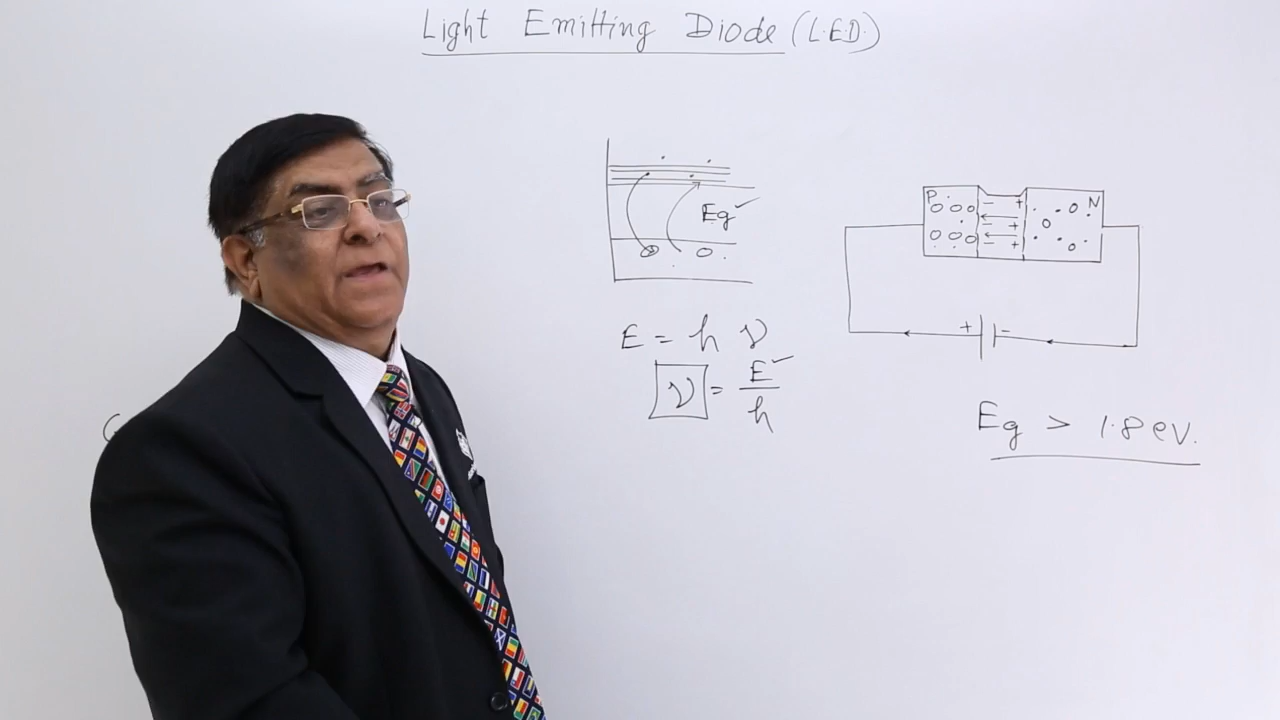 Light Emitting Diode (L.E.D.)
Eg
E = h ν
ν = E / h
P - + N
- +
- +
- +
+ -
Eg > 1.8 eV.